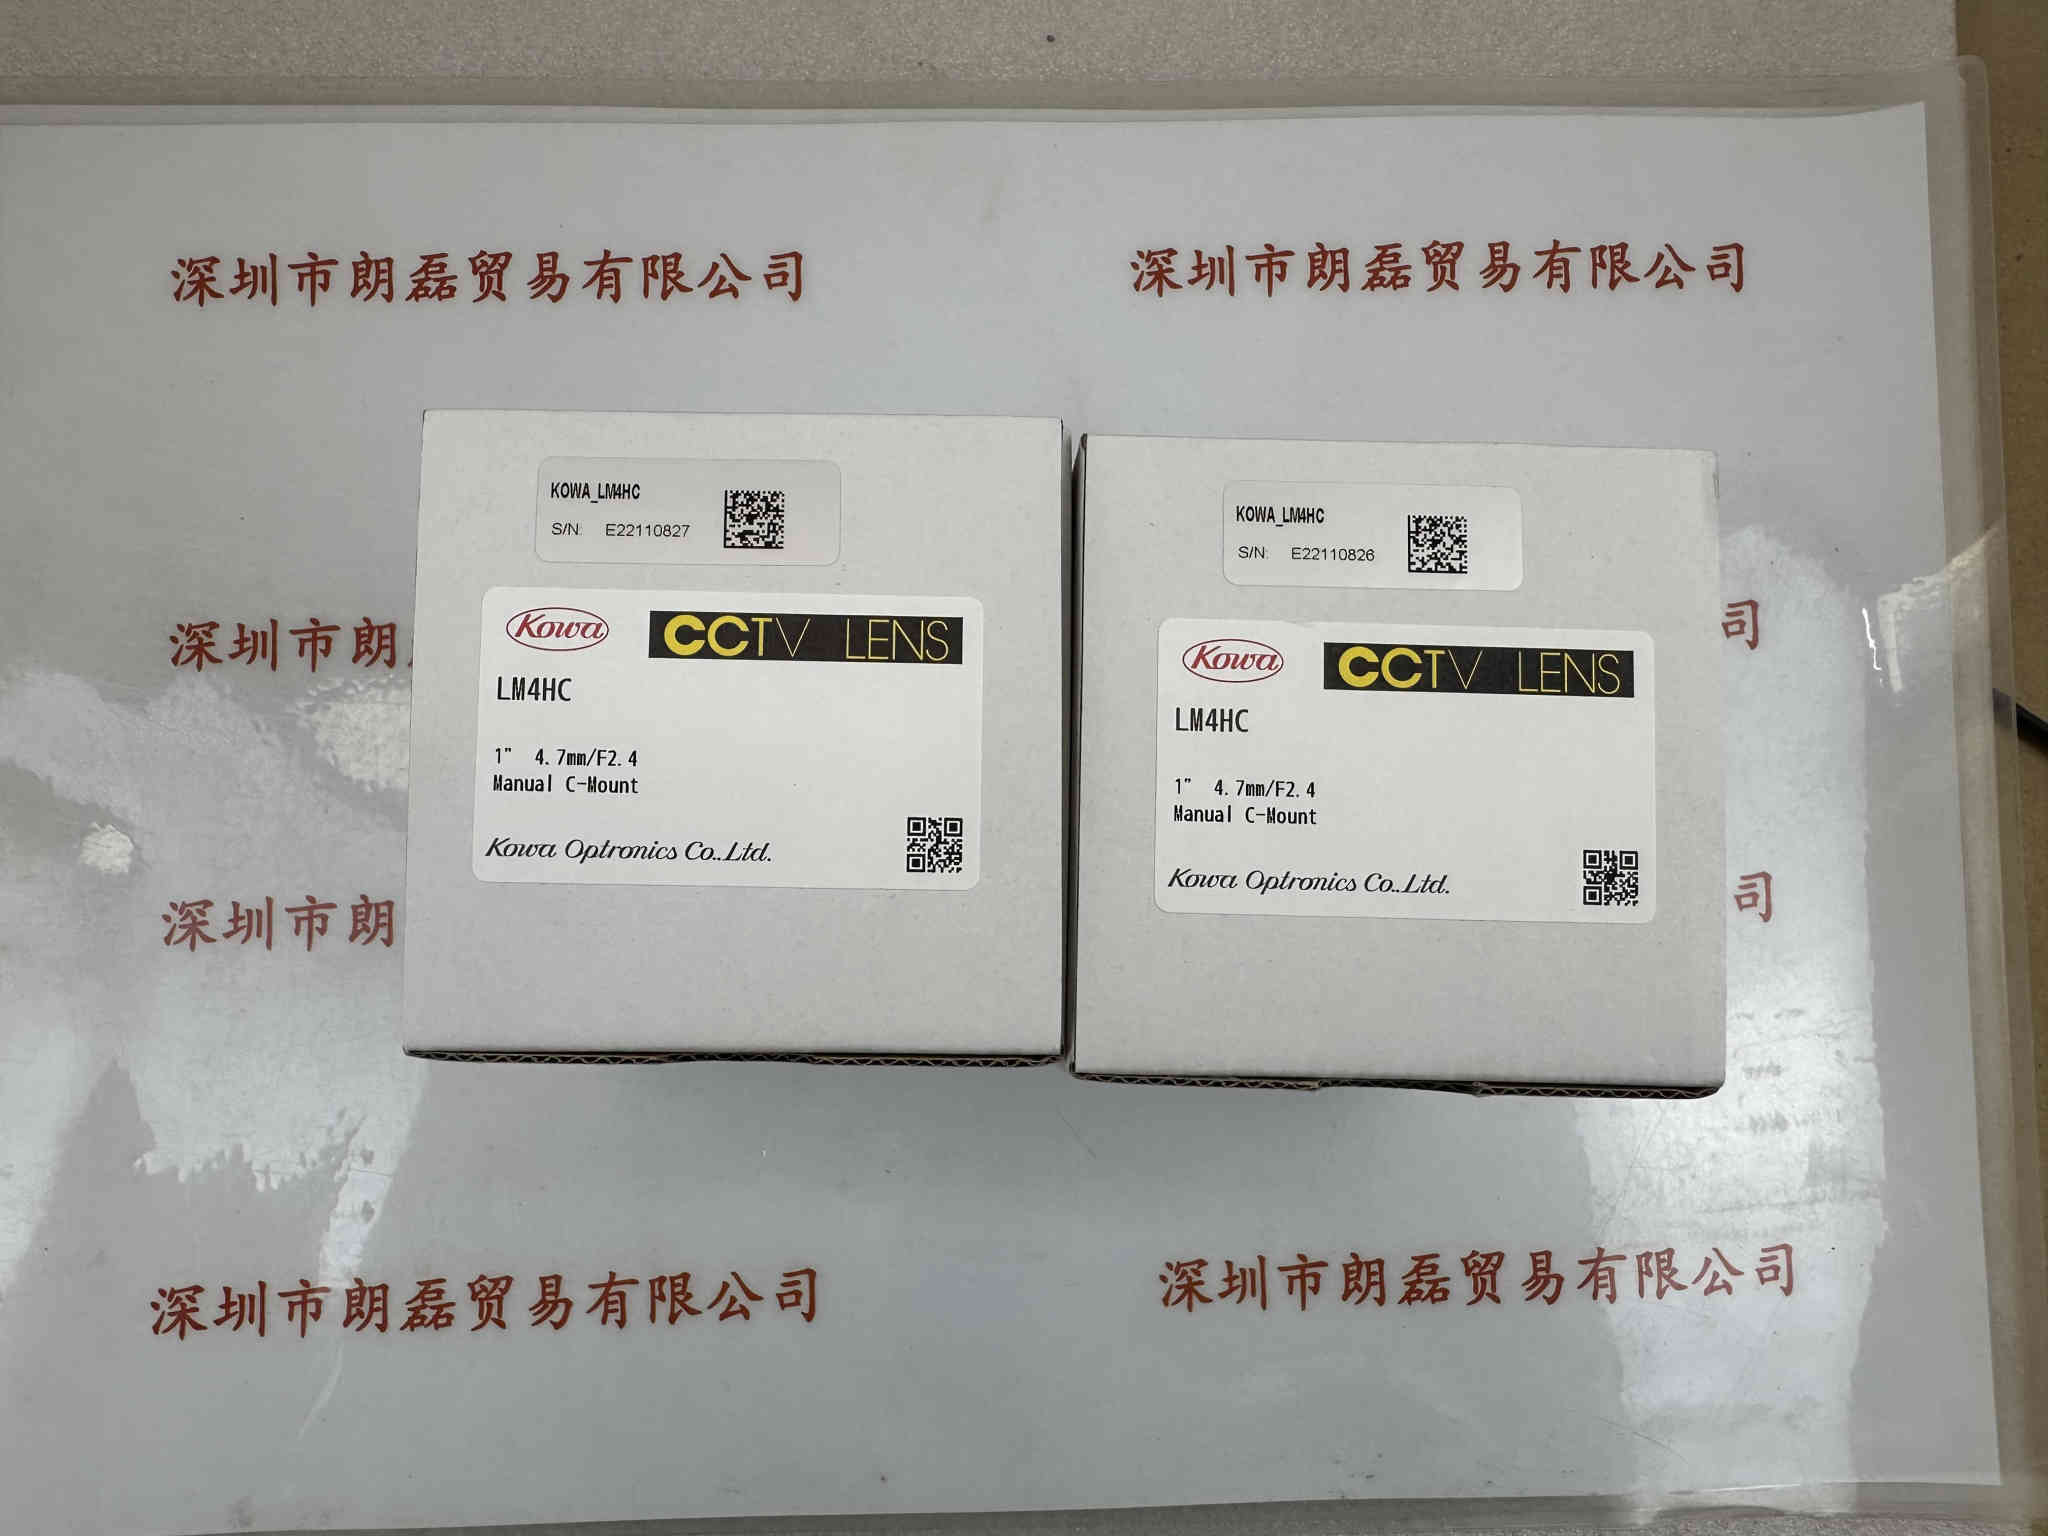 深圳市朗磊贸易有限公司
深圳市朗磊贸易有限公司
KOWA_LM4HC
S/N: E22110827
KOWA_LM4HC
S/N: E22110826
深圳市朗
司
Kowa CCTV LENS
LM4HC
1" 4.7mm/F2.4
Manual C-Mount
Kowa Optronics Co.,Ltd.
Kowa CCTV LENS
LM4HC
1" 4.7mm/F2.4
Manual C-Mount
Kowa Optronics Co.,Ltd.
深圳市朗
司
深圳市朗磊贸易有限公司
深圳市朗磊贸易有限公司